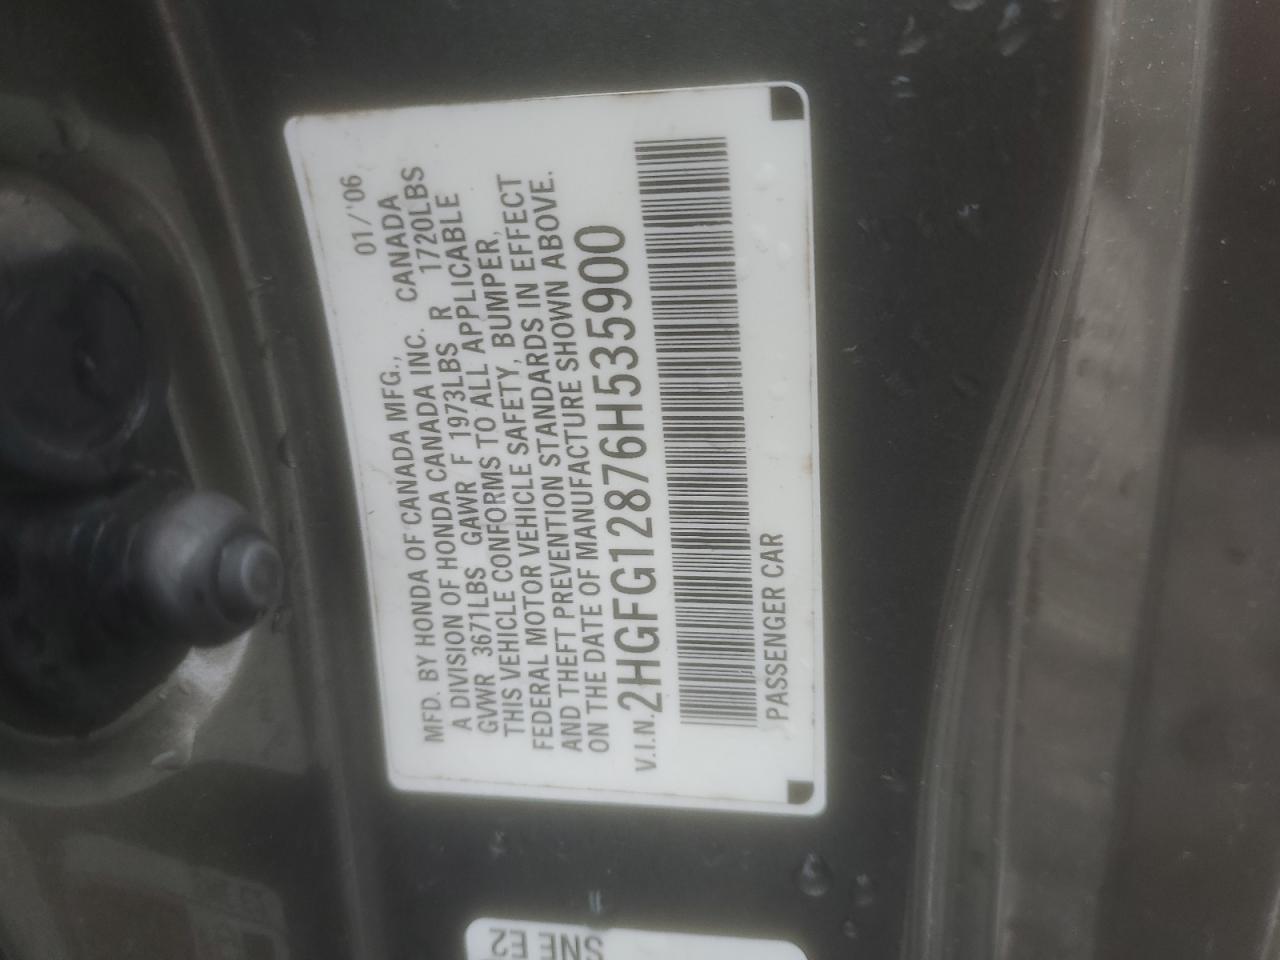 MFD. BY HONDA OF CANADA MFG., 01/'06
A DIVISION OF HONDA CANADA INC. CANADA
GVWR 3671LBS GAWR F 1973LBS R 1720LBS
THIS VEHICLE CONFORMS TO ALL APPLICABLE
FEDERAL MOTOR VEHICLE SAFETY, BUMPER,
AND THEFT PREVENTION STANDARDS IN EFFECT
ON THE DATE OF MANUFACTURE SHOWN ABOVE.
V.I.N. 2HGFG12876H535900
PASSENGER CAR